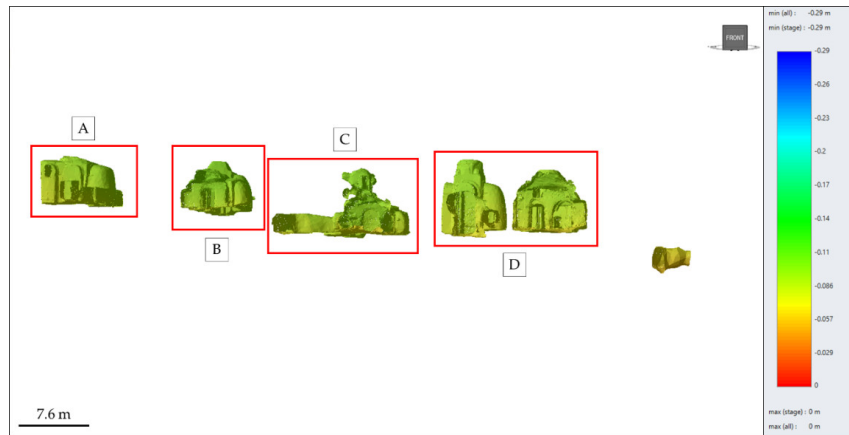 min (all) : -0.29 m
min (stage) : -0.29 m
FRONT
A
C
B
D
7.6 m
-0.29
-0.26
-0.23
-0.2
-0.17
-0.14
-0.11
-0.086
-0.057
-0.029
0
max (stage) : 0 m
max (all) : 0 m